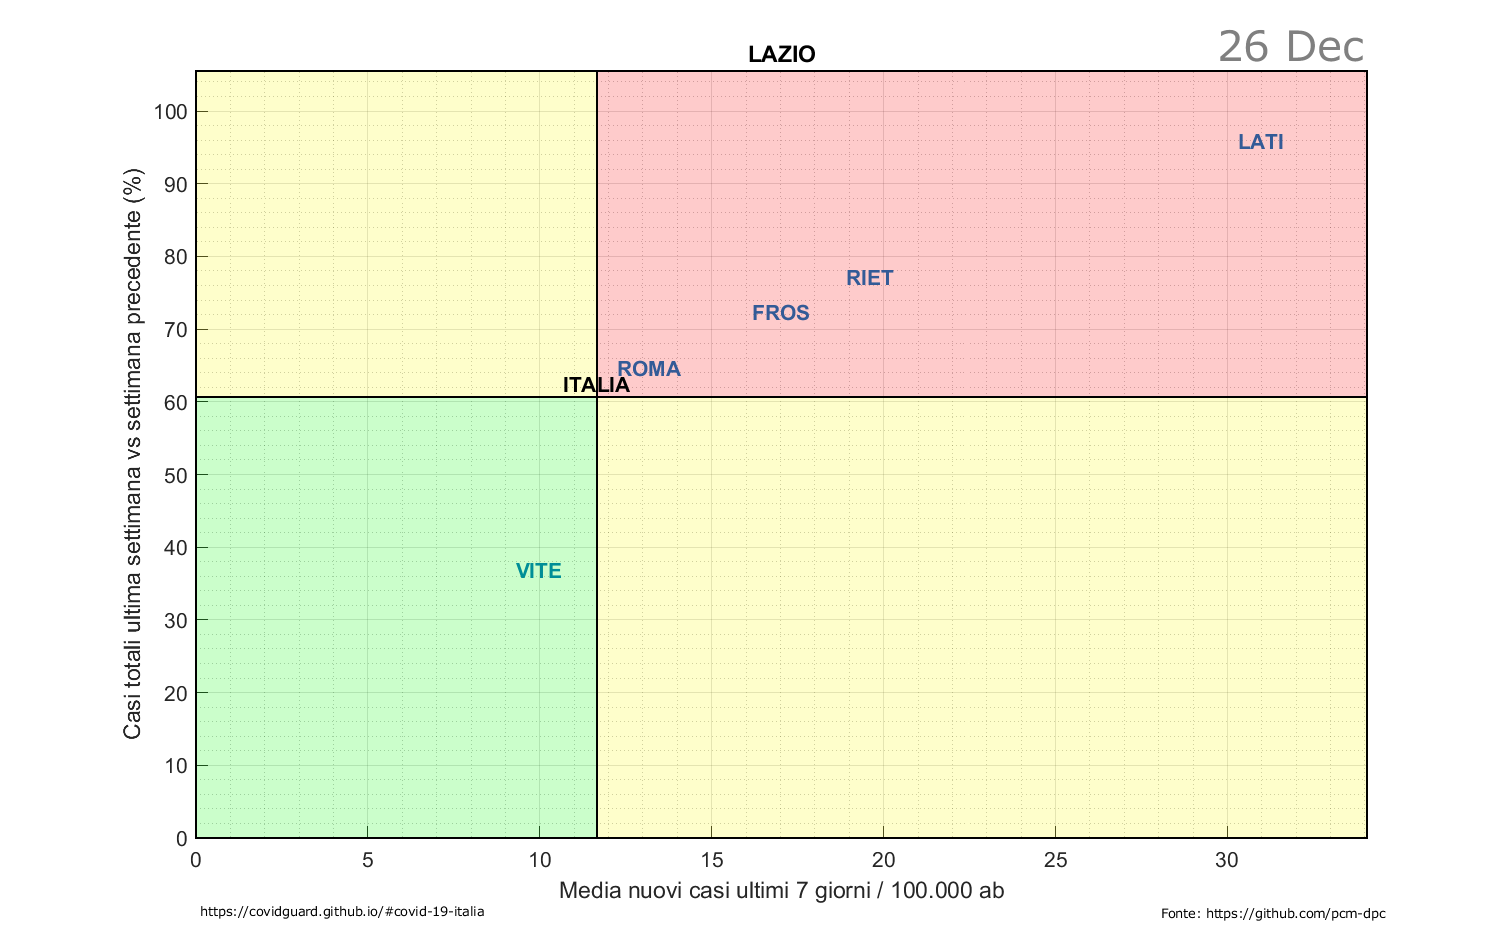 LAZIO
26 Dec
Casi totali ultima settimana vs settimana precedente (%)
100
90
80
70
60
50
40
30
20
10
0
LATI
RIET
FROS
ROMA
ITALIA
VITE
0 5 10 15 20 25 30
Media nuovi casi ultimi 7 giorni / 100.000 ab
https://covidguard.github.io/#covid-19-italia
Fonte: https://github.com/pcm-dpc